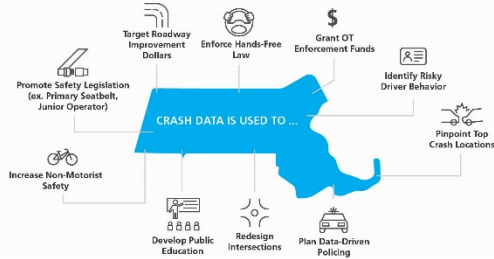 Target Roadway
Improvement
Dollars
Enforce Hands-Free
Law
$
Grant OT
Enforcement Funds
Promote Safety Legislation
(ex. Primary Seatbelt,
Junior Operator)
CRASH DATA IS USED TO ...
Identify Risky
Driver Behavior
Pinpoint Top
Crash Locations
Increase Non-Motorist
Safety
Develop Public
Education
Redesign
Intersections
Plan Data-Driven
Policing